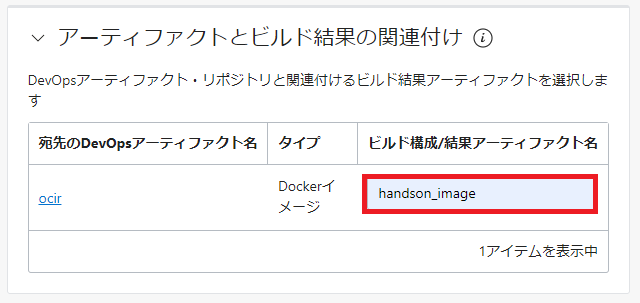 アーティファクトとビルド結果の関連付け
DevOpsアーティファクト・リポジトリと関連付けるビルド結果アーティファクトを選択しま
す
宛先のDevOpsアーティファクト名 タイプ ビルド構成/結果アーティファクト名
ocir Dockerイ
メージ handson_image
1アイテムを表示中